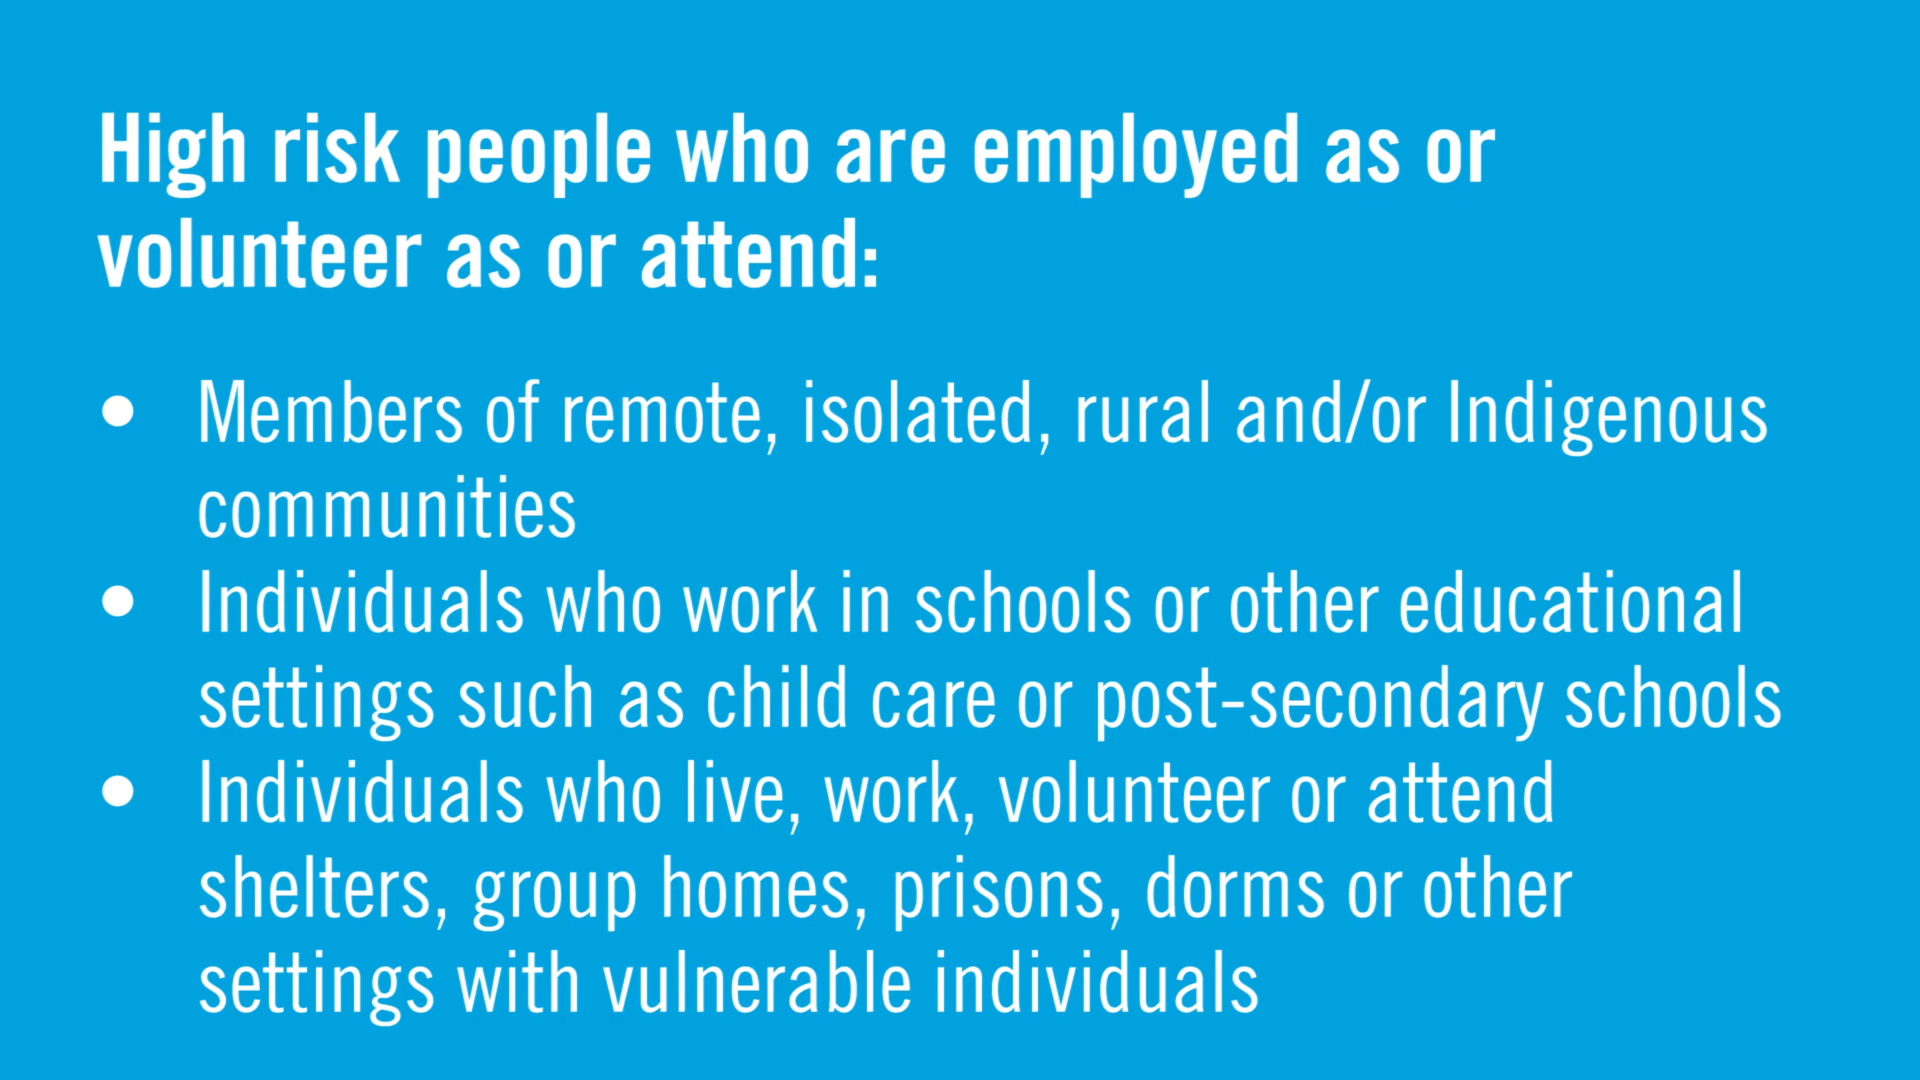 High risk people who are employed as or
volunteer as or attend:
• Members of remote, isolated, rural and/or Indigenous
communities
• Individuals who work in schools or other educational
settings such as child care or post-secondary schools
• Individuals who live, work, volunteer or attend
shelters, group homes, prisons, dorms or other
settings with vulnerable individuals